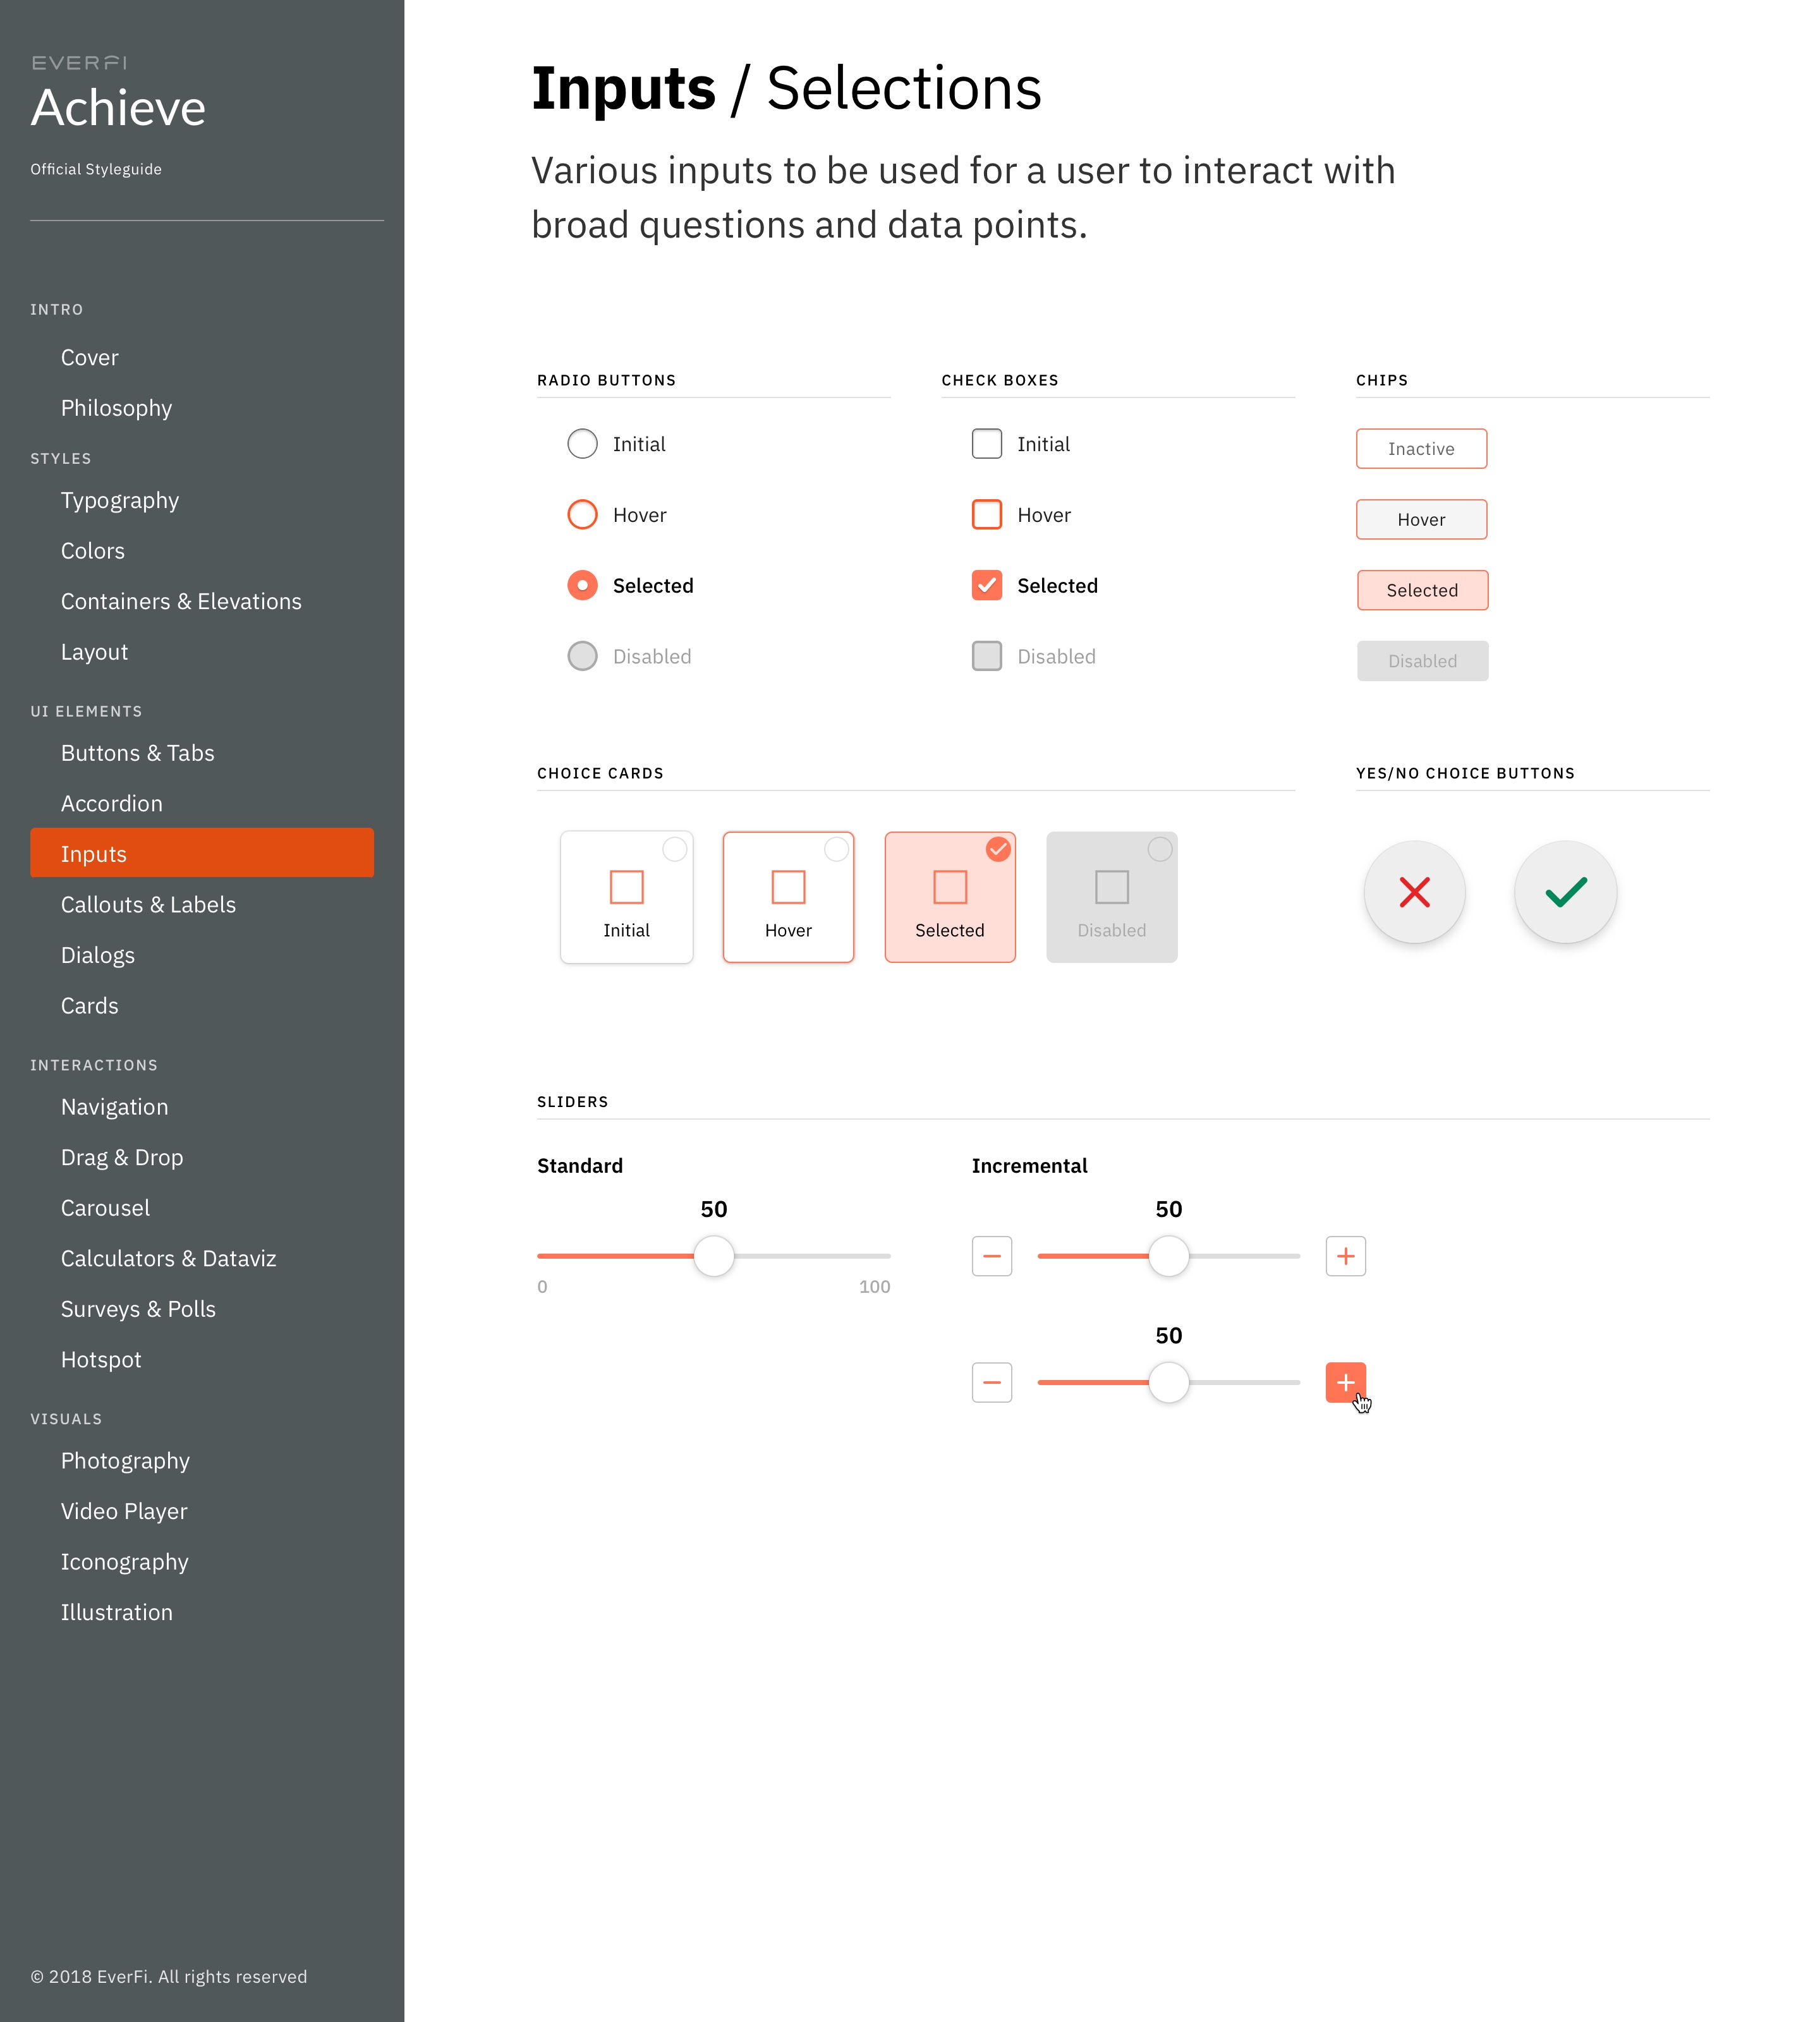 EVERFI
Achieve
Official Styleguide
INTRO
Cover
Philosophy
STYLES
Typography
Colors
Containers & Elevations
Layout
UI ELEMENTS
Buttons & Tabs
Accordion
Inputs
Callouts & Labels
Dialogs
Cards
INTERACTIONS
Navigation
Drag & Drop
Carousel
Calculators & Dataviz
Surveys & Polls
Hotspot
VISUALS
Photography
Video Player
Iconography
Illustration
© 2018 EverFi. All rights reserved
Inputs / Selections
Various inputs to be used for a user to interact with
broad questions and data points.
RADIO BUTTONS
Initial
Hover
Selected
Disabled
CHECK BOXES
Initial
Hover
Selected
Disabled
CHIPS
Inactive
Hover
Selected
Disabled
CHOICE CARDS
Initial
Hover
Selected
Disabled
YES/NO CHOICE BUTTONS
SLIDERS
Standard
50
0
100
Incremental
50
50